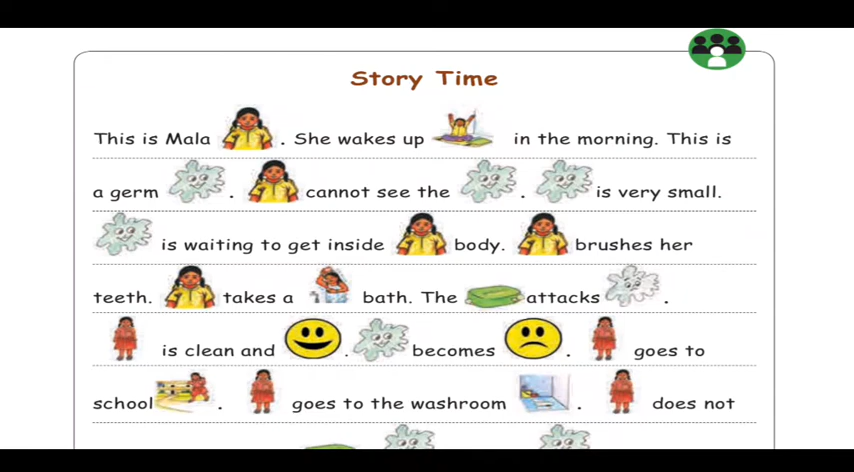 Story Time
This is Mala . She wakes up in the morning. This is
a germ . cannot see the . is very small.
is waiting to get inside body. brushes her
teeth. takes a bath. The attacks .
is clean and . becomes . goes to
school . goes to the washroom . does not